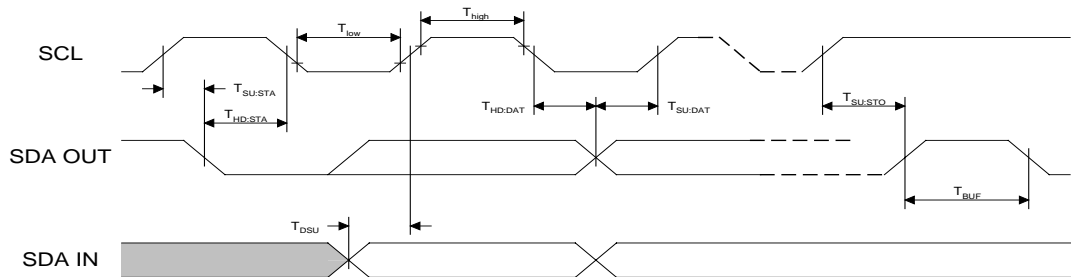 T_high
T_low
SCL
T_SU:STA
T_HD:STA
T_HD:DAT
T_SU:DAT
T_SU:STO
SDA OUT
T_BUF
T_DSU
SDA IN